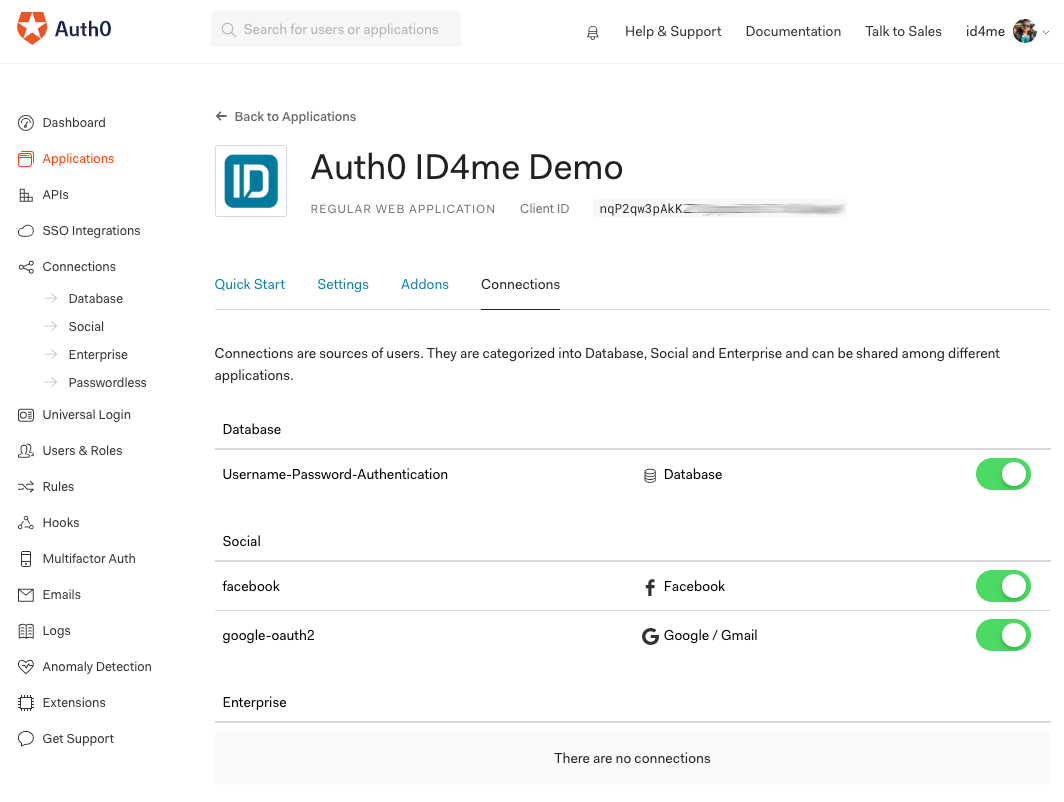 Auth0
Search for users or applications
Help & Support
Documentation
Talk to Sales
id4me
Dashboard
Applications
APIs
SSO Integrations
Connections
Database
Social
Enterprise
Passwordless
Universal Login
Users & Roles
Rules
Hooks
Multifactor Auth
Emails
Logs
Anomaly Detection
Extensions
Get Support
Back to Applications
ID
Auth0 ID4me Demo
REGULAR WEB APPLICATION Client ID nqP2qw3pAkK
Quick Start Settings Addons Connections
Connections are sources of users. They are categorized into Database, Social and Enterprise and can be shared among different
applications.
Database
Username-Password-Authentication Database
Social
facebook Facebook
google-oauth2 Google / Gmail
Enterprise
There are no connections